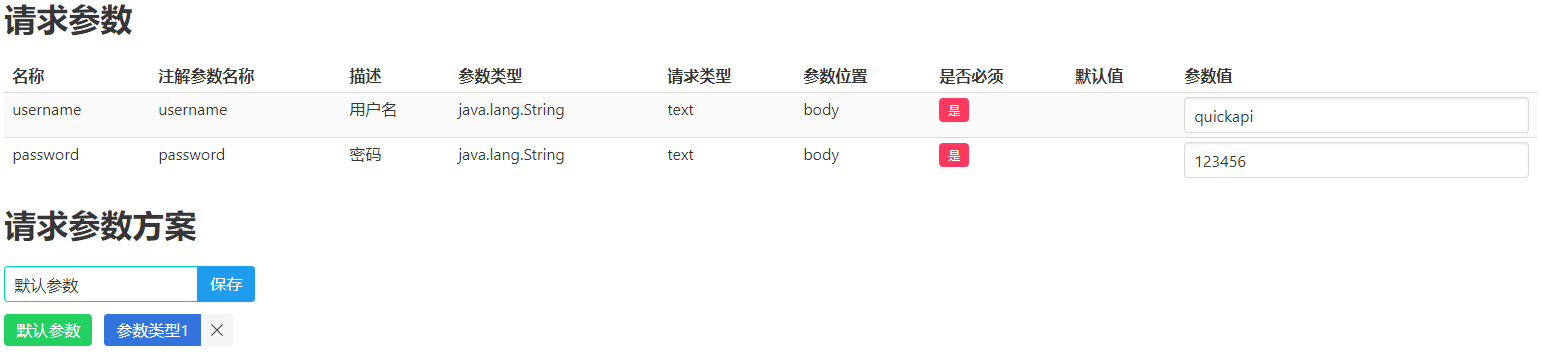 请求参数
名称 注解参数名称 描述 参数类型 请求类型 参数位置 是否必须 默认值 参数值
username username 用户名 java.lang.String text body 是 quickapi
password password 密码 java.lang.String text body 是 123456
请求参数方案
默认参数 保存
默认参数 参数类型1 ×